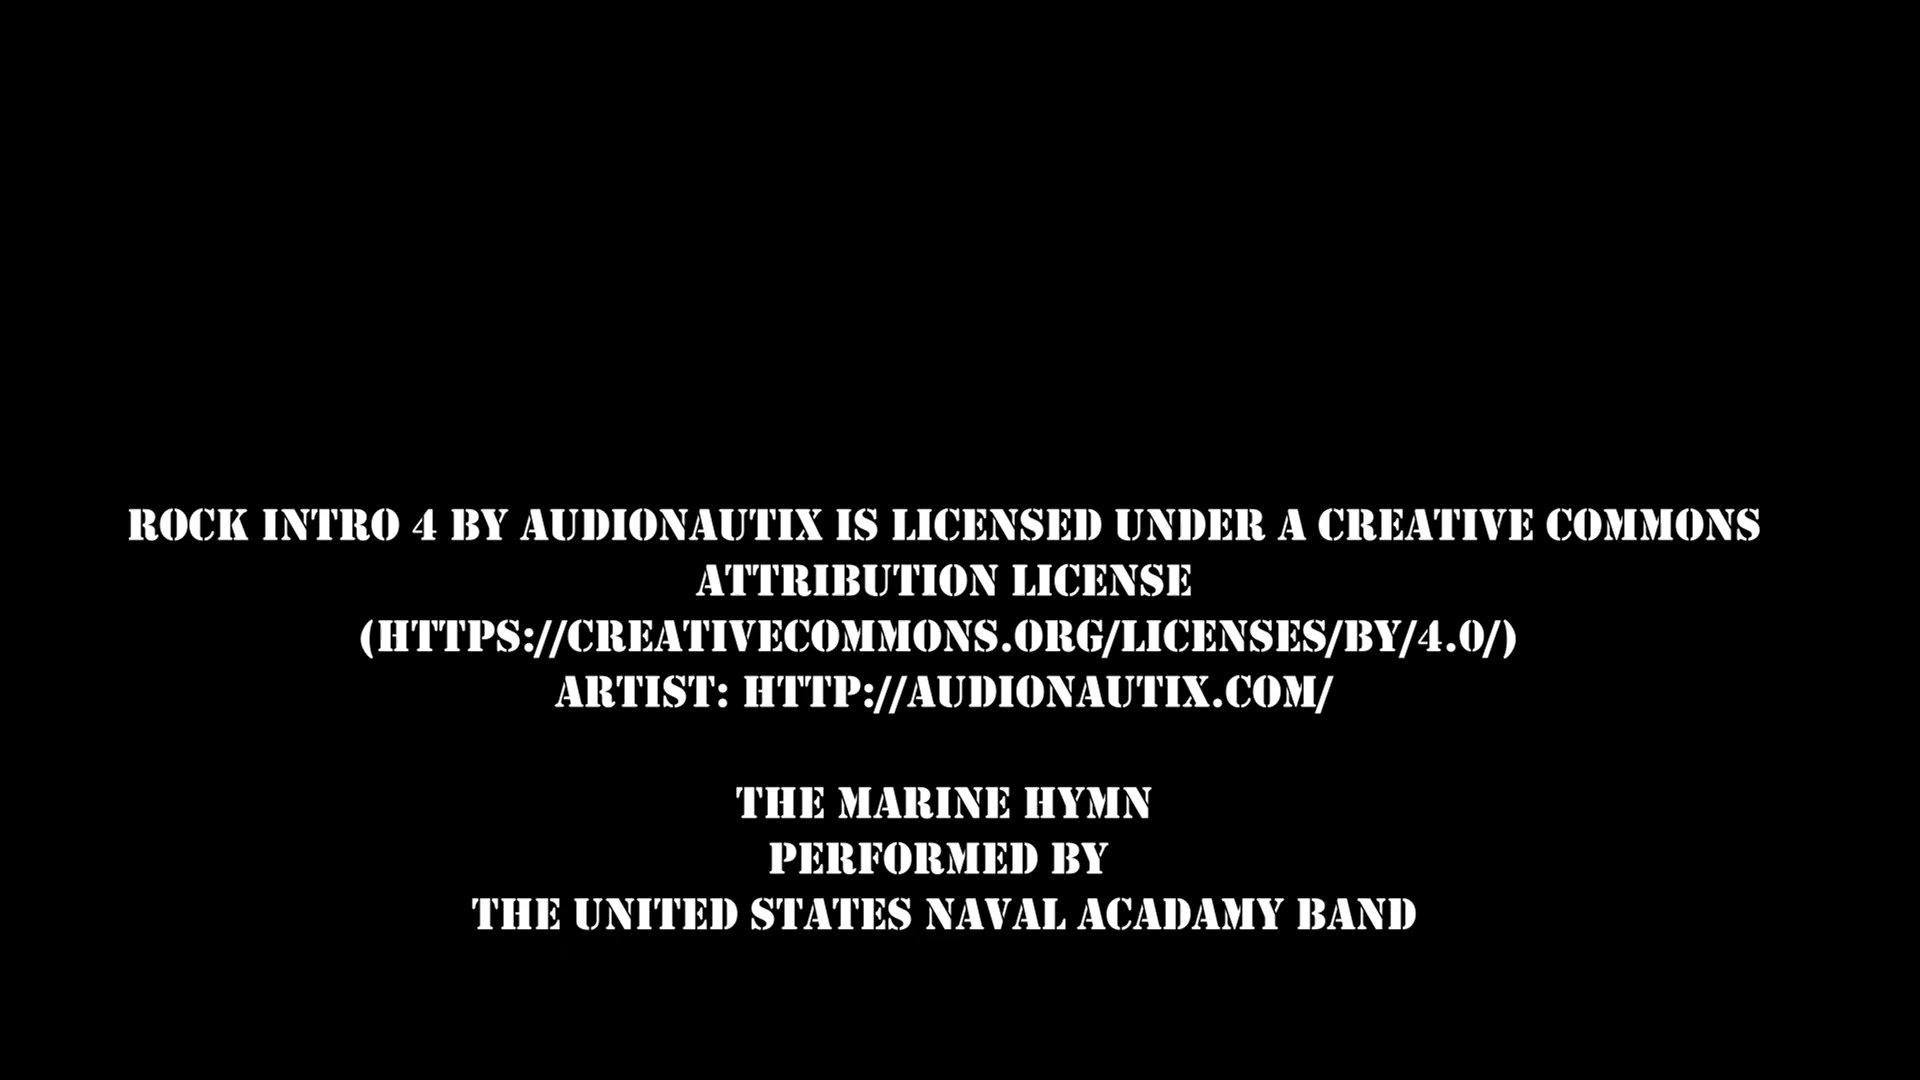 ROCK INTRO 4 BY AUDIONAUTIX IS LICENSED UNDER A CREATIVE COMMONS
ATTRIBUTION LICENSE
(HTTPS://CREATIVECOMMONS.ORG/LICENSES/BY/4.0/)
ARTIST: HTTP://AUDIONAUTIX.COM/
THE MARINE HYMN
PERFORMED BY
THE UNITED STATES NAVAL ACADAMY BAND